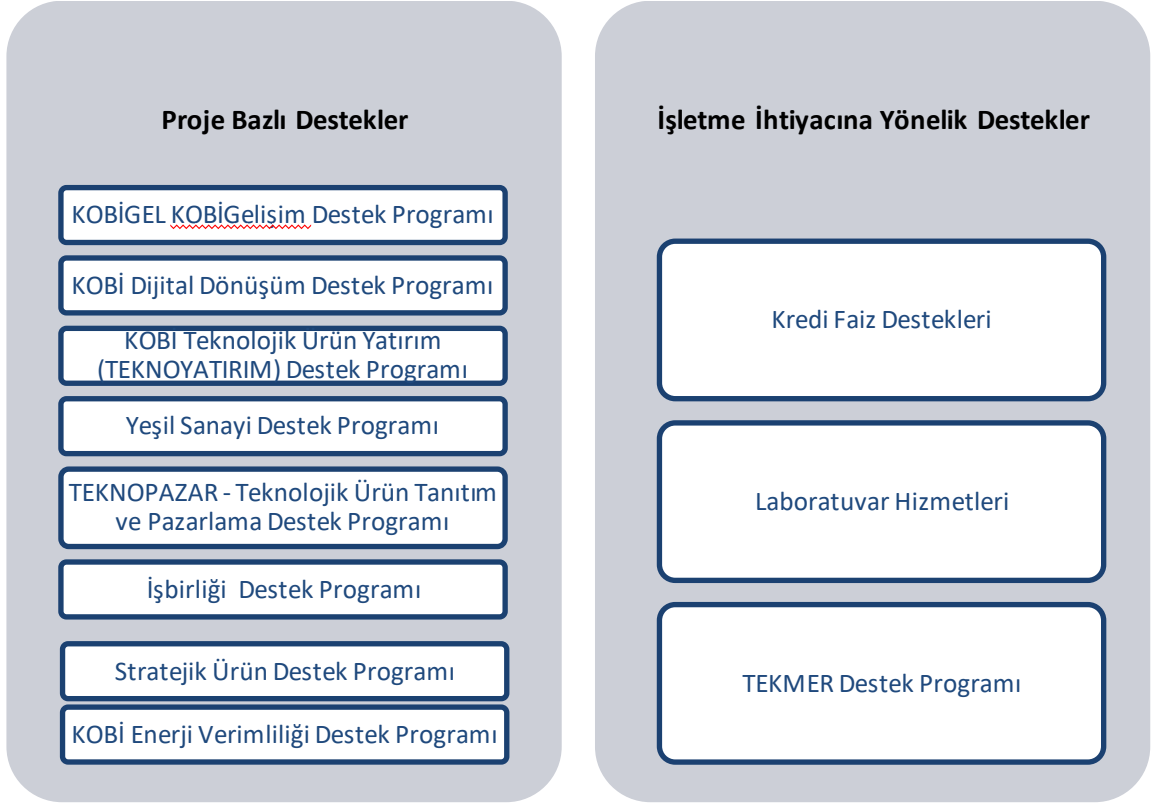 Proje Bazlı Destekler
KOBİGEL KOBİGelişim Destek Programı
KOBİ Dijital Dönüşüm Destek Programı
KOBİ Teknolojik Ürün Yatırım
(TEKNOYATIRIM) Destek Programı
Yeşil Sanayi Destek Programı
TEKNOPAZAR - Teknolojik Ürün Tanıtım
ve Pazarlama Destek Programı
İşbirliği  Destek Programı
Stratejik Ürün Destek Programı
KOBİ Enerji Verimliliği Destek Programı
İşletme İhtiyacına Yönelik Destekler
Kredi Faiz Destekleri
Laboratuvar Hizmetleri
TEKMER Destek Programı